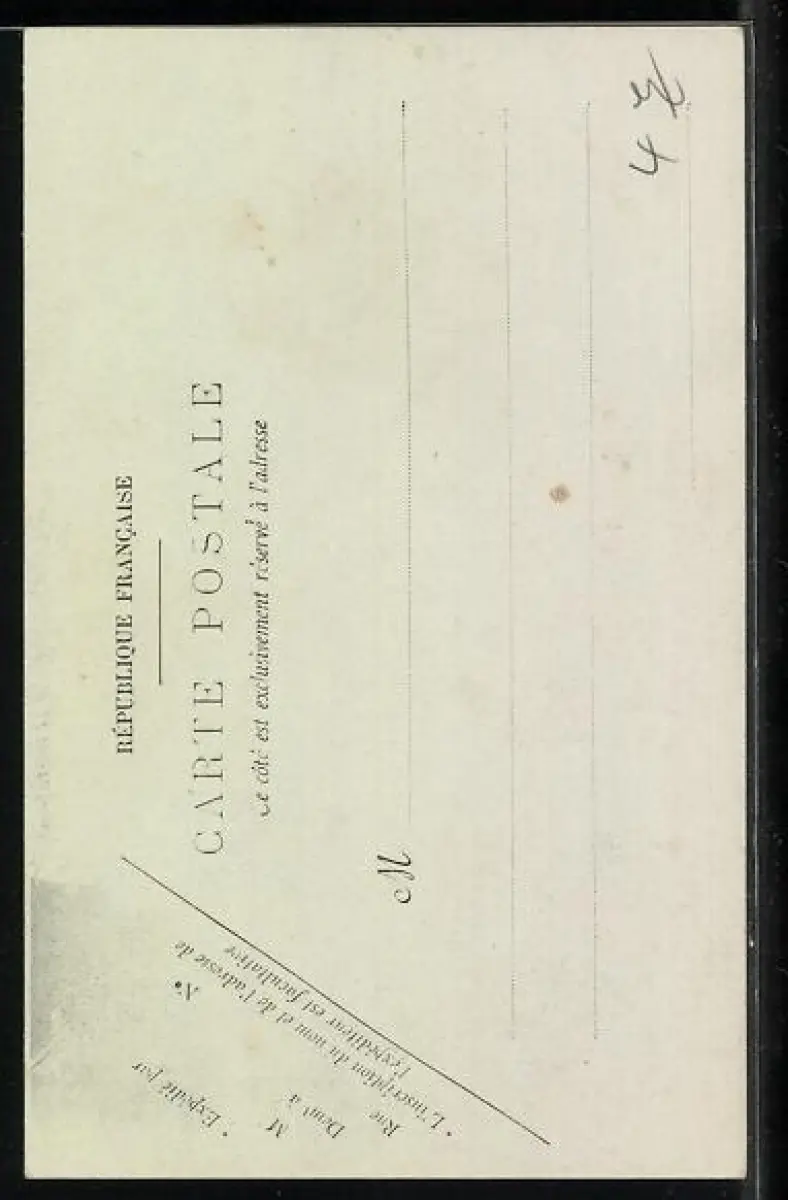 RÉPUBLIQUE FRANÇAISE
CARTE POSTALE
Ce côté est exclusivement réservé à l'adresse
M
* Expédié par
M
Demt à
Rue
N°
* L'inscription du nom et de l'adresse de
l'expéditeur est facultative
4